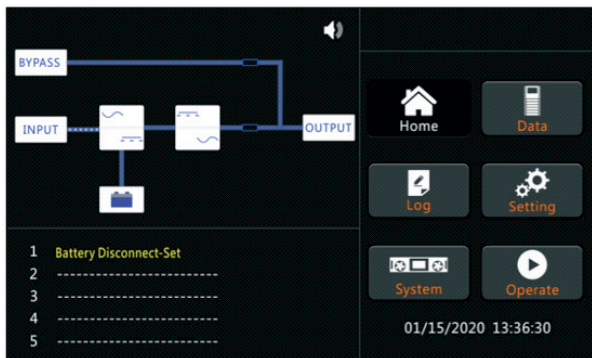 BYPASS
INPUT
OUTPUT
1 Battery Disconnect-Set
2 --------------------------
3 --------------------------
4 --------------------------
5 --------------------------
Home
Data
Log
Setting
System
Operate
01/15/2020 13:36:30